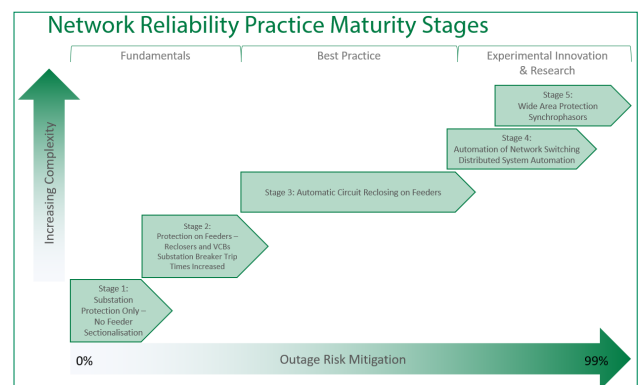 Network Reliability Practice Maturity Stages
Fundamentals
Best Practice
Experimental Innovation
& Research
Increasing Complexity
Stage 5:
Wide Area Protection
Synchrophasors
Stage 4:
Automation of Network Switching
Distributed System Automation
Stage 3: Automatic Circuit Reclosing on Feeders
Stage 2:
Protection on Feeders –
Reclosers and VCBs
Substation Breaker Trip
Times Increased
Stage 1:
Substation
Protection Only –
No Feeder
Sectionalisation
0%
Outage Risk Mitigation
99%